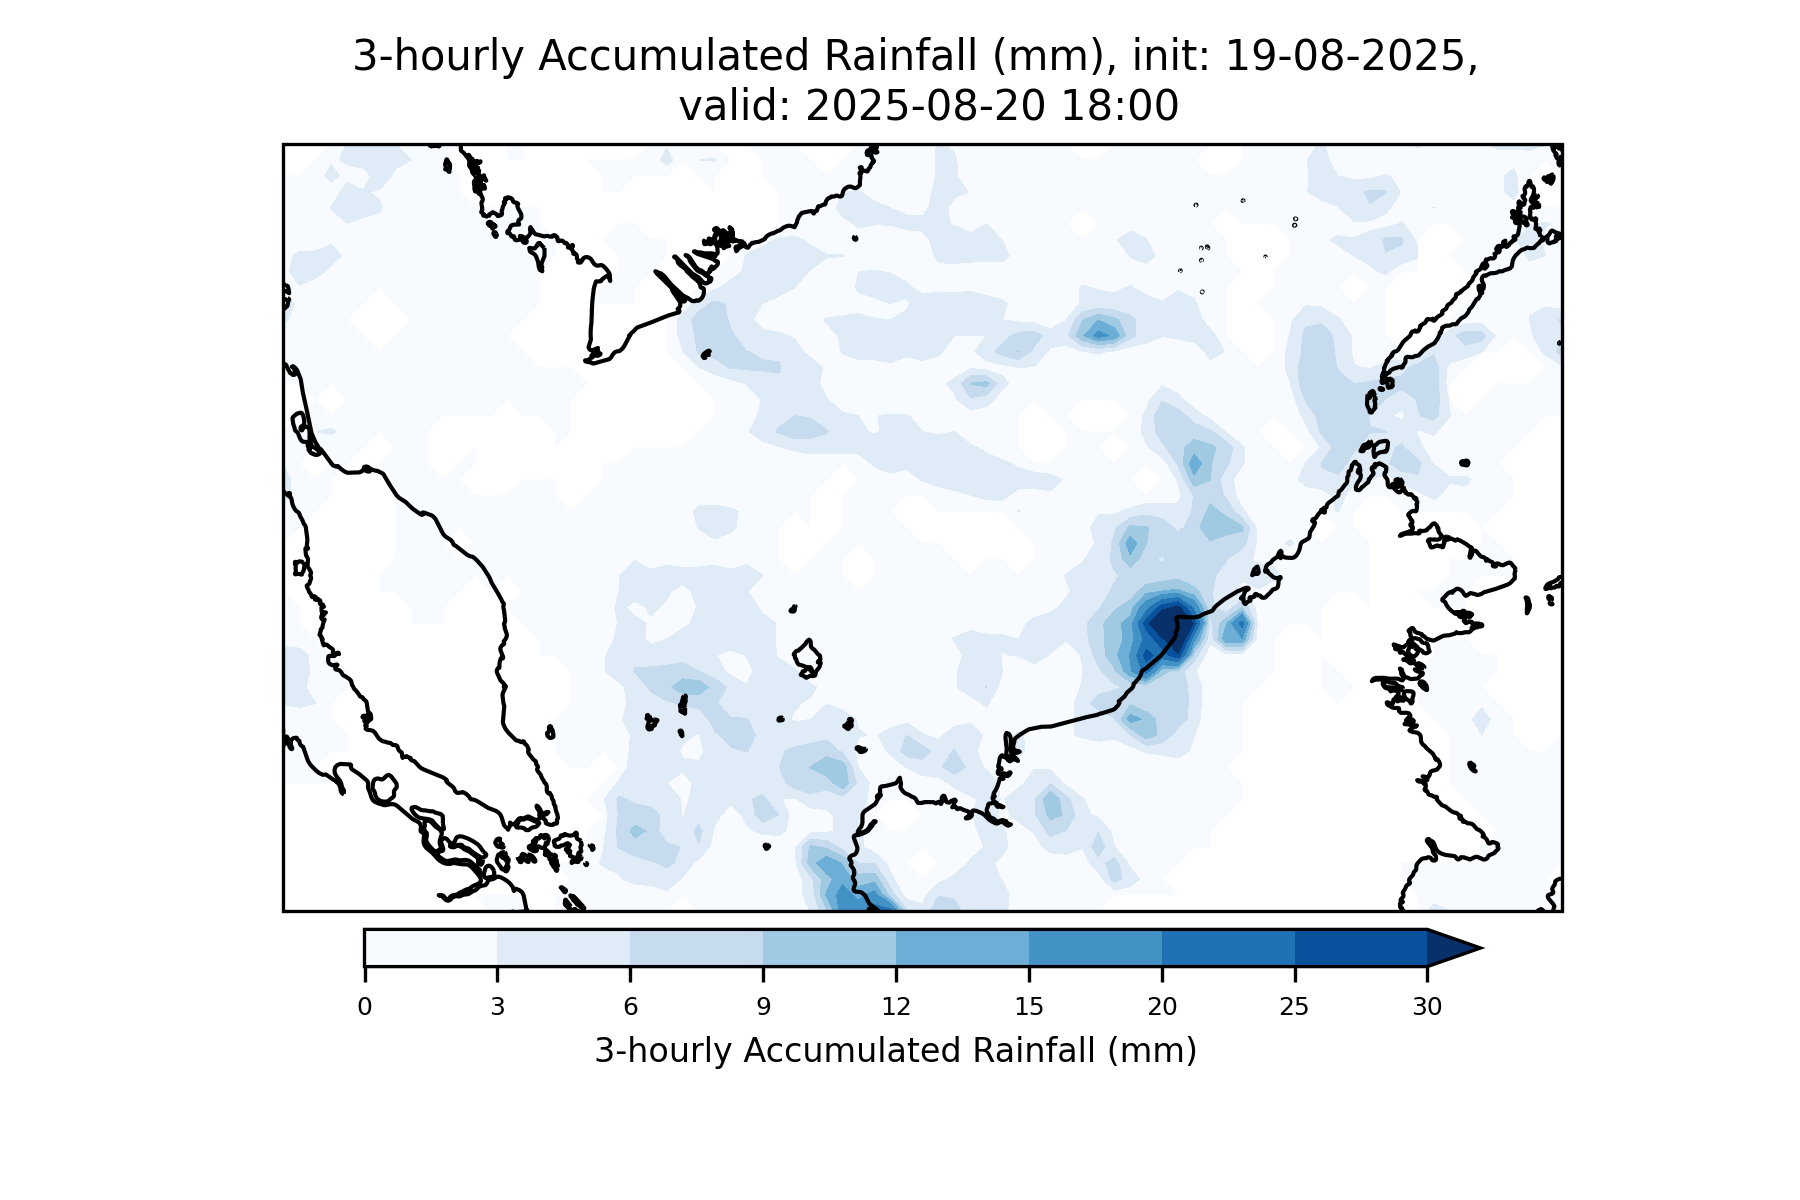 3-hourly Accumulated Rainfall (mm), init: 19-08-2025,
valid: 2025-08-20 18:00
0 3 6 9 12 15 20 25 30
3-hourly Accumulated Rainfall (mm)